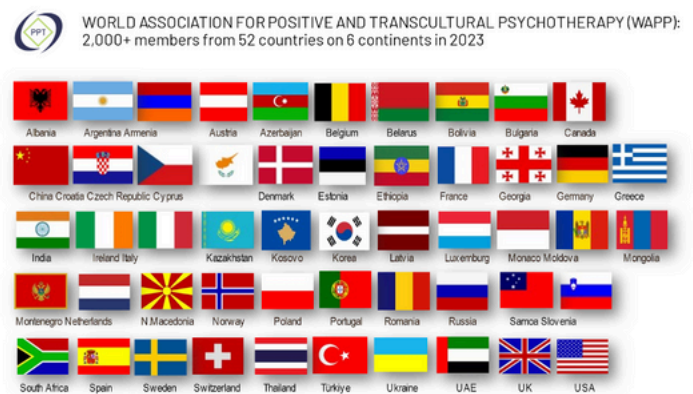 PPT
WORLD ASSOCIATION FOR POSITIVE AND TRANSCULTURAL PSYCHOTHERAPY (WAPP):
2,000+ members from 52 countries on 6 continents in 2023
Albania Argentina Armenia Austria Azerbaijan Belgium Belarus Bolivia Bulgaria Canada
China Croatia Czech Republic Cyprus Denmark Estonia Ethiopia France Georgia Germany Greece
India Ireland Italy Kazakhstan Kosovo Korea Latvia Luxemburg Monaco Moldova Mongolia
Montenegro Netherlands N.Macedonia Norway Poland Portugal Romania Russia Samoa Slovenia
South Africa Spain Sweden Switzerland Thailand Türkiye Ukraine UAE UK USA